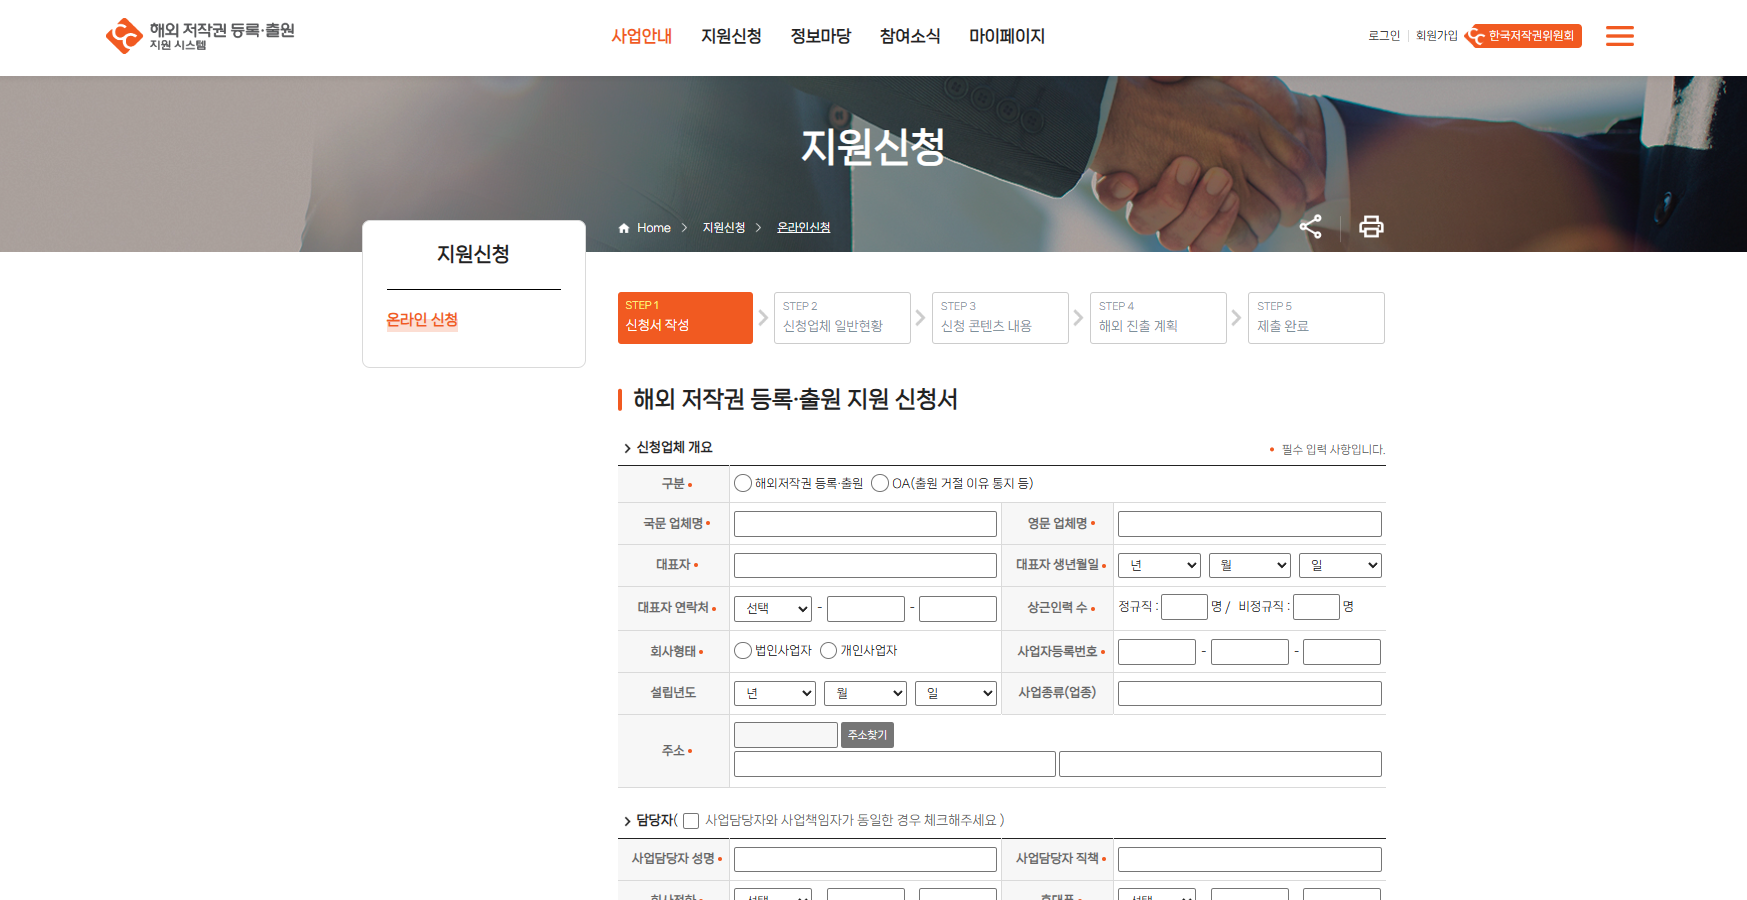 해외 저작권 등록·출원
지원 시스템
사업안내 지원신청 정보마당 참여소식 마이페이지
로그인 회원가입 한국저작권위원회
지원신청
Home 지원신청 온라인신청
지원신청
온라인 신청
STEP 1
신청서 작성
STEP 2
신청업체 일반현황
STEP 3
신청 콘텐츠 내용
STEP 4
해외 진출 계획
STEP 5
제출 완료
해외 저작권 등록·출원 지원 신청서
신청업체 개요
필수 입력 사항입니다.
구분 해외저작권 등록·출원 OA(출원 거절 이유 통지 등)
국문 업체명 영문 업체명
대표자 대표자 생년월일 년 월 일
대표자 연락처 선택 - - 상근인력 수 정규직 : 명 / 비정규직 : 명
회사형태 법인사업자 개인사업자 사업자등록번호 - -
설립년도 년 월 일 사업종류(업종)
주소 주소찾기
담당자( 사업담당자와 사업책임자가 동일한 경우 체크해주세요 )
사업담당자 성명 사업담당자 직책
회사전화 선택 휴대폰 선택